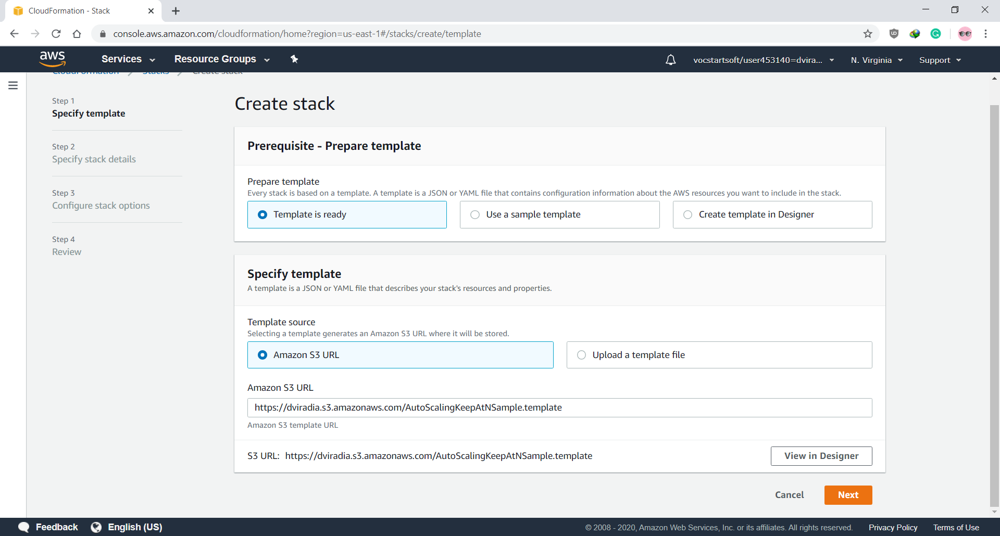 CloudFormation - Stack
console.aws.amazon.com/cloudformation/home?region=us-east-1#/stacks/create/template
aws
Services
Resource Groups
vocstartsoft/user453140=dvira...
N. Virginia
Support
CloudFormation
Stacks
Create stack
Step 1
Specify template
Step 2
Specify stack details
Step 3
Configure stack options
Step 4
Review
Create stack
Prerequisite - Prepare template
Prepare template
Every stack is based on a template. A template is a JSON or YAML file that contains configuration information about the AWS resources you want to include in the stack.
Template is ready
Use a sample template
Create template in Designer
Specify template
A template is a JSON or YAML file that describes your stack's resources and properties.
Template source
Selecting a template generates an Amazon S3 URL where it will be stored.
Amazon S3 URL
Upload a template file
Amazon S3 URL
https://dviradia.s3.amazonaws.com/AutoScalingKeepAtNSample.template
Amazon S3 template URL
S3 URL: https://dviradia.s3.amazonaws.com/AutoScalingKeepAtNSample.template
View in Designer
Cancel
Next
Feedback
English (US)
© 2008 - 2020, Amazon Web Services, Inc. or its affiliates. All rights reserved.
Privacy Policy
Terms of Use